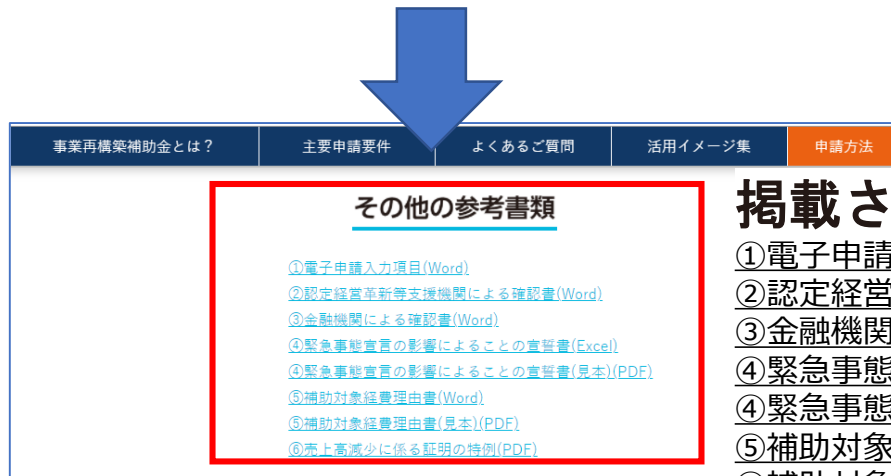 事業再構築補助金とは？ 主要申請要件 よくあるご質問 活用イメージ集 申請方法
その他の参考書類
①電子申請入力項目(Word)
②認定経営革新等支援機関による確認書(Word)
③金融機関による確認書(Word)
④緊急事態宣言の影響によることの宣誓書(Excel)
④緊急事態宣言の影響によることの宣誓書(見本)(PDF)
⑤補助対象経費理由書(Word)
⑤補助対象経費理由書(見本)(PDF)
⑥売上高減少に係る証明の特例(PDF)
掲載さ
①電子申請
②認定経営
③金融機関
④緊急事態
④緊急事態
⑤補助対象